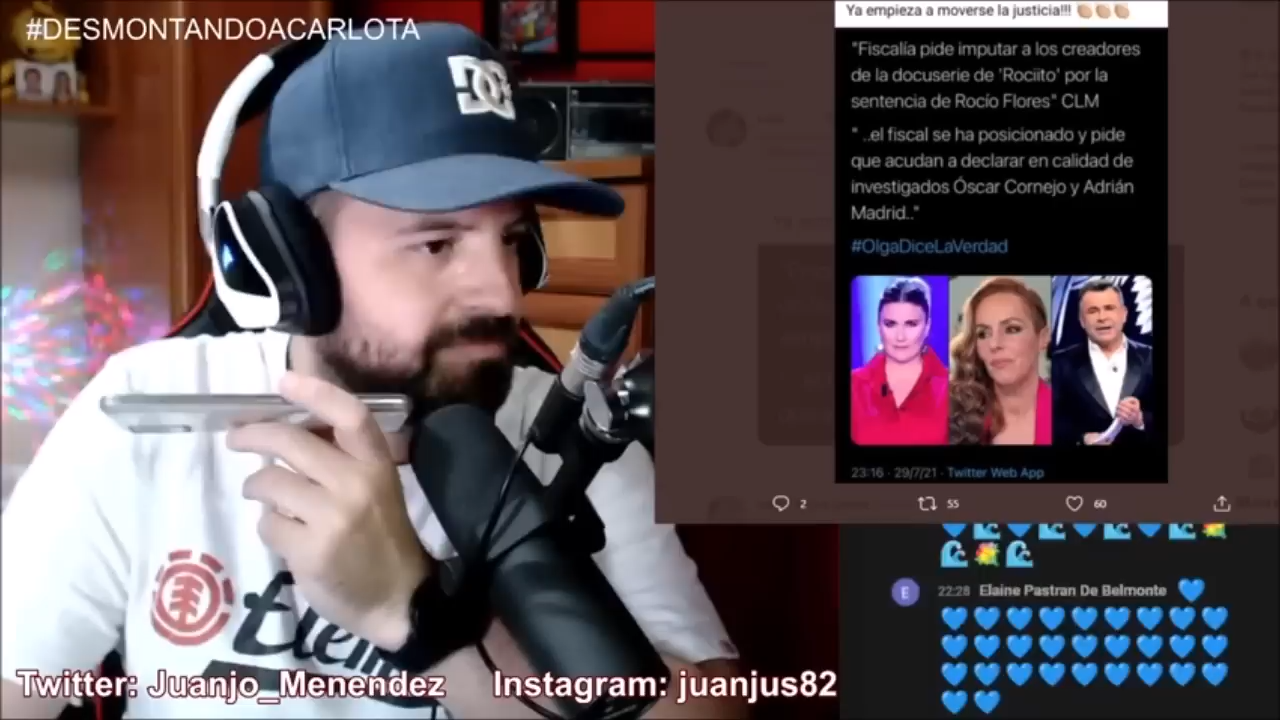 #DESMONTANDOACARLOTA
Ya empieza a moverse la justicia!!! 👏🏼👏🏼👏🏼
"Fiscalía pide imputar a los creadores
de la docuserie de 'Rociito' por la
sentencia de Rocío Flores" CLM
" ..el fiscal se ha posicionado y pide
que acudan a declarar en calidad de
investigados Óscar Cornejo y Adrián
Madrid.."
#OlgaDiceLaVerdad
23:16 · 29/7/21 · Twitter Web App
2 55 60
E 22:28 Elaine Pastran De Belmonte
DC
Twitter: Juanjo_Menendez Instagram: juanjus82